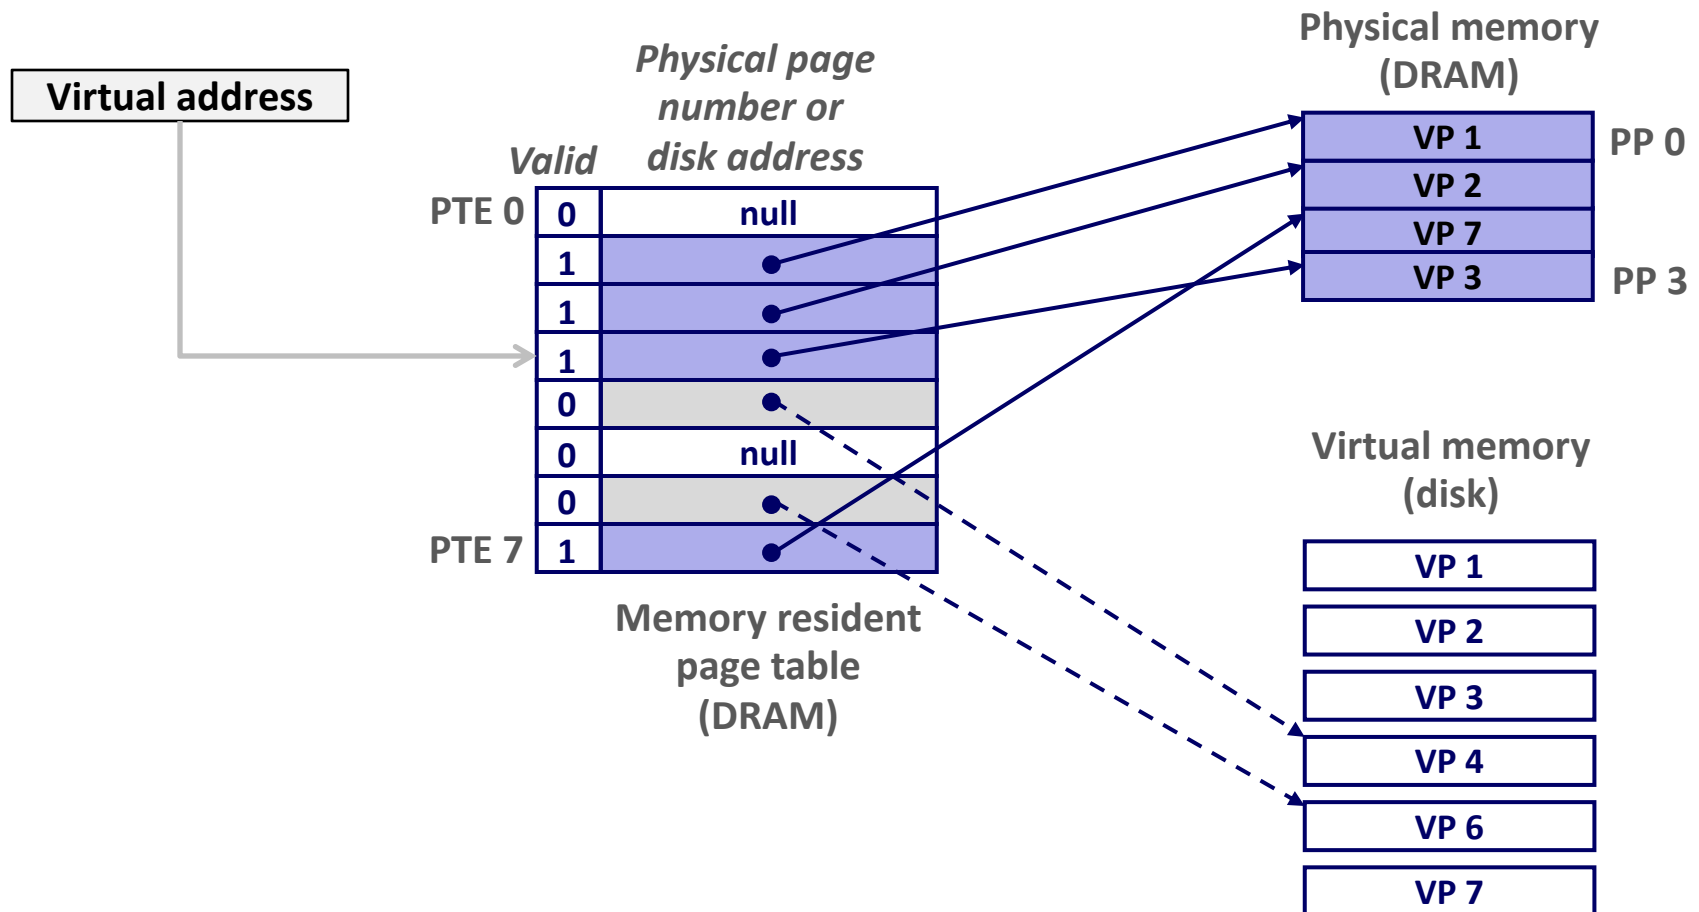 Virtual address
Physical page
number or
disk address
Valid
PTE 0
0
null
1
1
1
0
0
null
0
PTE 7
1
Memory resident
page table
(DRAM)
Physical memory
(DRAM)
VP 1
PP 0
VP 2
VP 7
VP 3
PP 3
Virtual memory
(disk)
VP 1
VP 2
VP 3
VP 4
VP 6
VP 7